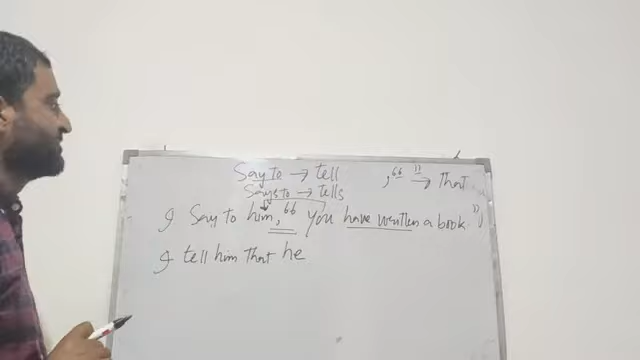 Say to → tell , “ ” → That
Says to → tells
I Say to him, “ You have written a book. ”
I tell him that he